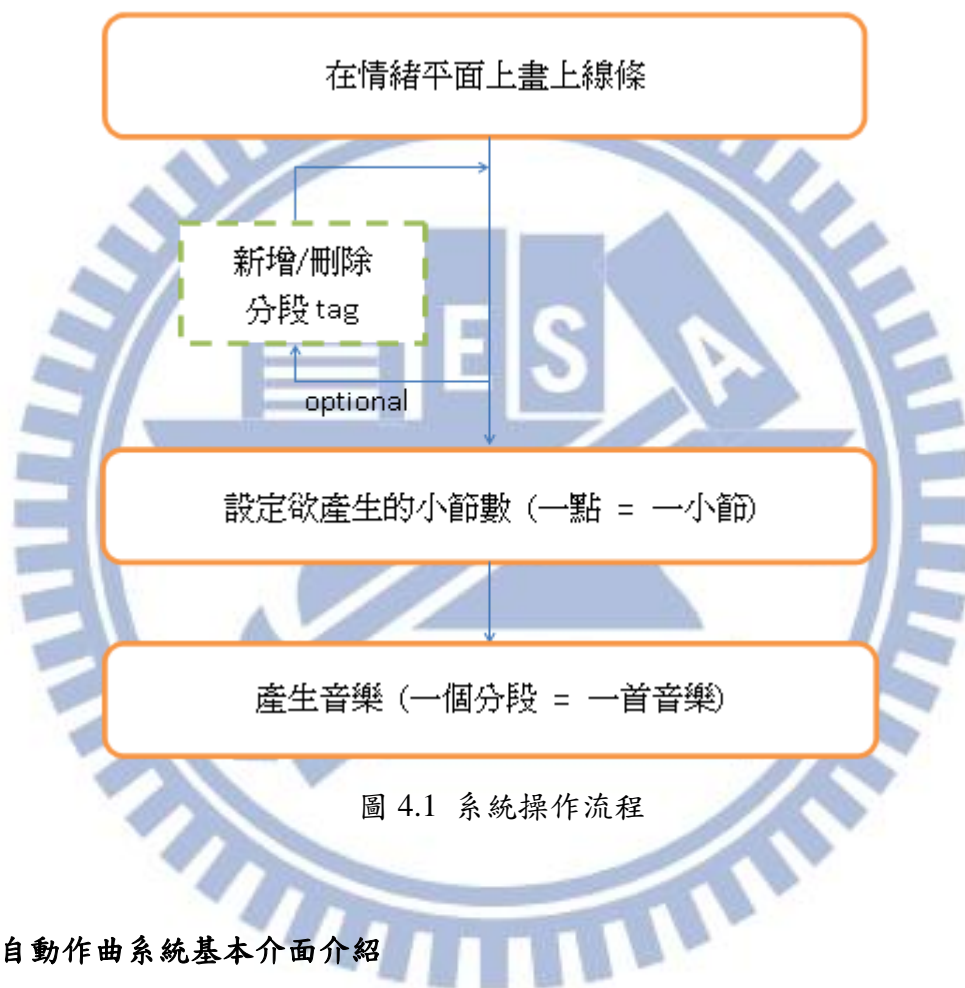 在情緒平面上畫上線條
新增/刪除
分段 tag
optional
設定欲產生的小節數 (一點 = 一小節)
產生音樂 (一個分段 = 一首音樂)
圖 4.1 系統操作流程
自動作曲系統基本介面介紹
E S A